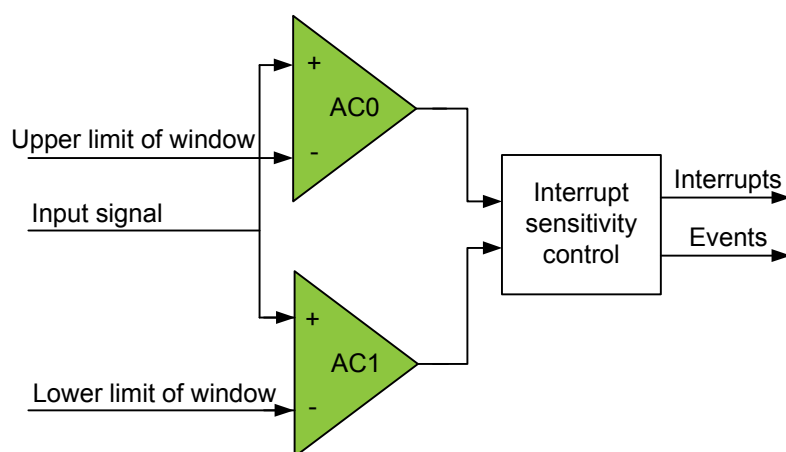 +
AC0
-
Upper limit of window
Input signal
Interrupt
sensitivity
control
Interrupts
Events
+
AC1
-
Lower limit of window